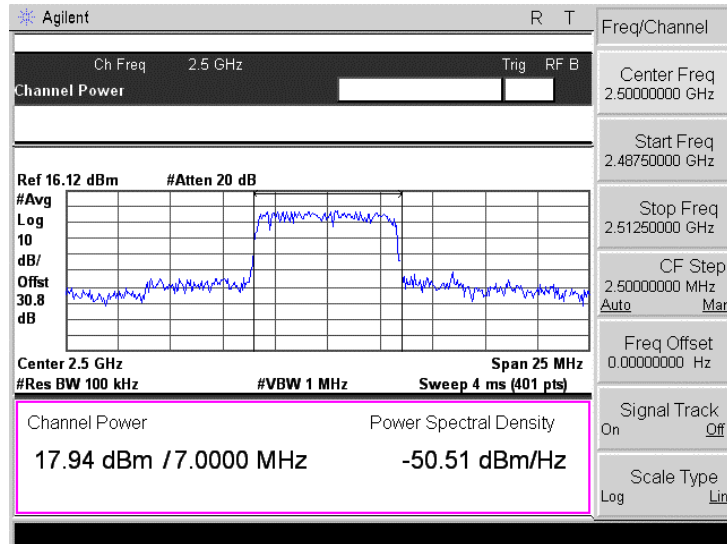 Agilent R T
Freq/Channel
Ch Freq 2.5 GHz Trig RF B
Channel Power
Center Freq
2.50000000 GHz
Start Freq
2.48750000 GHz
Ref 16.12 dBm #Atten 20 dB
#Avg
Log
10
dB/
Offst
30.8
dB
Stop Freq
2.51250000 GHz
CF Step
2.50000000 MHz
Auto Man
Center 2.5 GHz Span 25 MHz
#Res BW 100 kHz #VBW 1 MHz Sweep 4 ms (401 pts)
Freq Offset
0.00000000 Hz
Channel Power Power Spectral Density
17.94 dBm / 7.0000 MHz -50.51 dBm/Hz
Signal Track
On Off
Scale Type
Log Lin